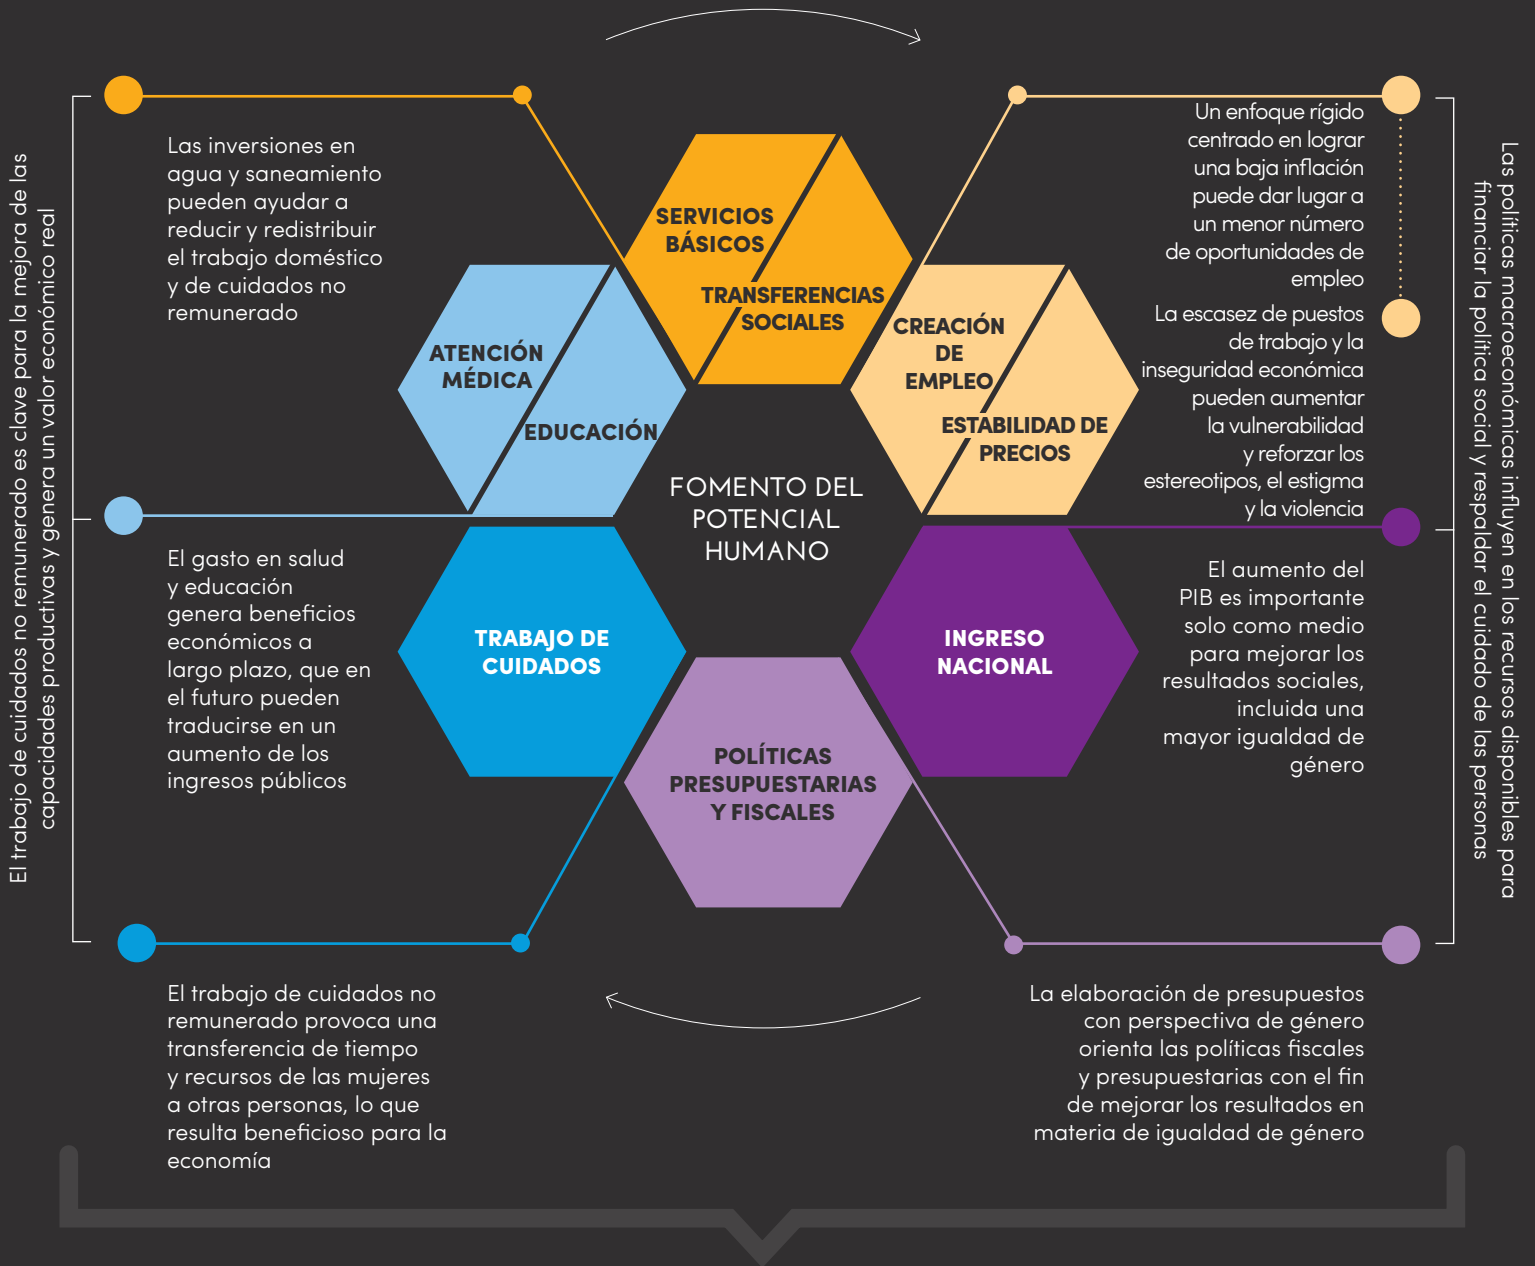 El trabajo de cuidados no remunerado es clave para la mejora de las
capacidades productivas y genera un valor económico real
Las inversiones en
agua y saneamiento
pueden ayudar a
reducir y redistribuir
el trabajo doméstico
y de cuidados no
remunerado
El gasto en salud
y educación
genera beneficios
económicos a
largo plazo, que en
el futuro pueden
traducirse en un
aumento de los
ingresos públicos
El trabajo de cuidados no
remunerado provoca una
transferencia de tiempo
y recursos de las mujeres
a otras personas, lo que
resulta beneficioso para la
economía
SERVICIOS
BÁSICOS
TRANSFERENCIAS
SOCIALES
ATENCIÓN
MÉDICA
EDUCACIÓN
CREACIÓN
DE
EMPLEO
ESTABILIDAD DE
PRECIOS
FOMENTO DEL
POTENCIAL
HUMANO
TRABAJO DE
CUIDADOS
INGRESO
NACIONAL
POLÍTICAS
PRESUPUESTARIAS
Y FISCALES
Un enfoque rígido
centrado en lograr
una baja inflación
puede dar lugar a
un menor número
de oportunidades de
empleo
La escasez de puestos
de trabajo y la
inseguridad económica
pueden aumentar
la vulnerabilidad
y reforzar los
estereotipos, el estigma
y la violencia
El aumento del
PIB es importante
solo como medio
para mejorar los
resultados sociales,
incluida una
mayor igualdad de
género
La elaboración de presupuestos
con perspectiva de género
orienta las políticas fiscales
y presupuestarias con el fin
de mejorar los resultados en
materia de igualdad de género
Las políticas macroeconómicas influyen en los recursos disponibles para
financiar la política social y respaldar el cuidado de las personas